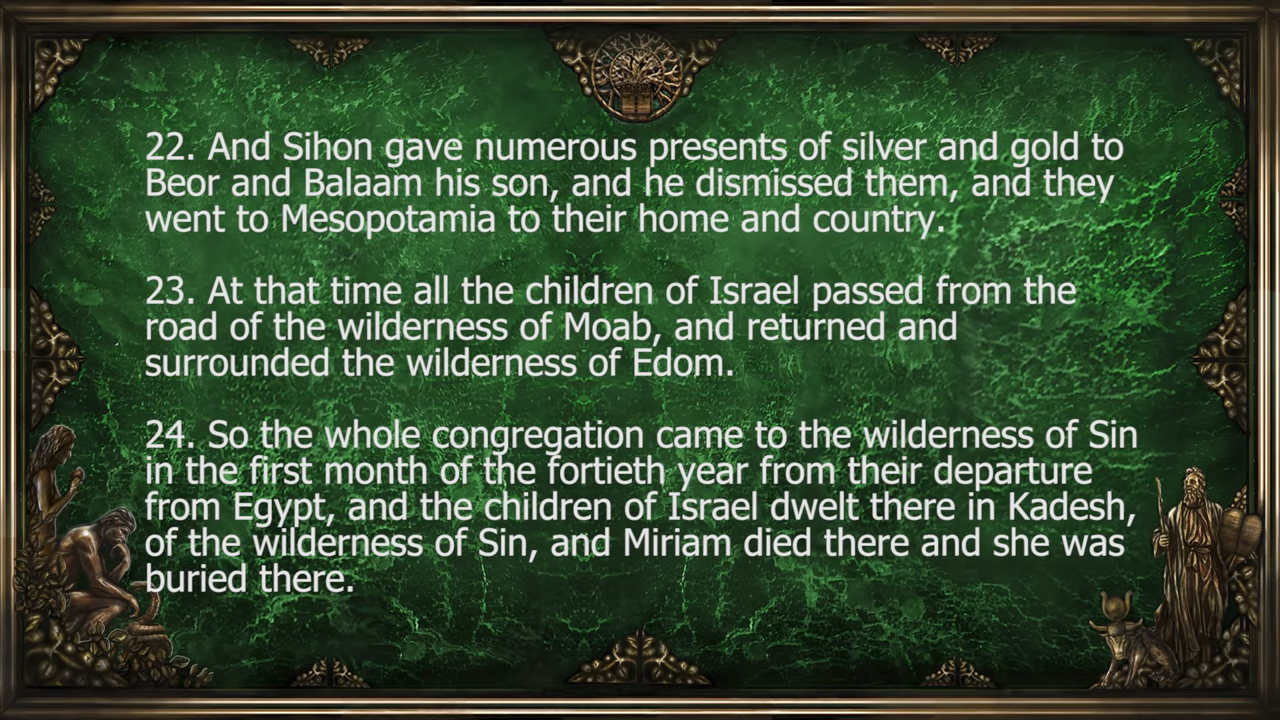 22. And Sihon gave numerous presents of silver and gold to
Beor and Balaam his son, and he dismissed them, and they
went to Mesopotamia to their home and country.
23. At that time all the children of Israel passed from the
road of the wilderness of Moab, and returned and
surrounded the wilderness of Edom.
24. So the whole congregation came to the wilderness of Sin
in the first month of the fortieth year from their departure
from Egypt, and the children of Israel dwelt there in Kadesh,
of the wilderness of Sin, and Miriam died there and she was
buried there.